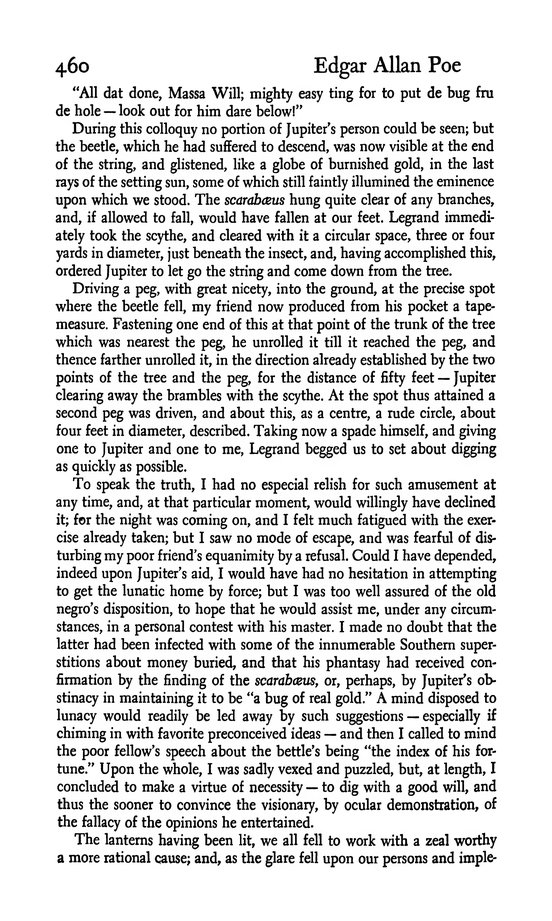 460 Edgar Allan Poe
“All dat done, Massa Will; mighty easy ting for to put de bug fru
de hole — look out for him dare below!”
During this colloquy no portion of Jupiter’s person could be seen; but
the beetle, which he had suffered to descend, was now visible at the end
of the string, and glistened, like a globe of burnished gold, in the last
rays of the setting sun, some of which still faintly illumined the eminence
upon which we stood. The scarabæus hung quite clear of any branches,
and, if allowed to fall, would have fallen at our feet. Legrand immedi-
ately took the scythe, and cleared with it a circular space, three or four
yards in diameter, just beneath the insect, and, having accomplished this,
ordered Jupiter to let go the string and come down from the tree.
Driving a peg, with great nicety, into the ground, at the precise spot
where the beetle fell, my friend now produced from his pocket a tape-
measure. Fastening one end of this at that point of the trunk of the tree
which was nearest the peg, he unrolled it till it reached the peg, and
thence farther unrolled it, in the direction already established by the two
points of the tree and the peg, for the distance of fifty feet — Jupiter
clearing away the brambles with the scythe. At the spot thus attained a
second peg was driven, and about this, as a centre, a rude circle, about
four feet in diameter, described. Taking now a spade himself, and giving
one to Jupiter and one to me, Legrand begged us to set about digging
as quickly as possible.
To speak the truth, I had no especial relish for such amusement at
any time, and, at that particular moment, would willingly have declined
it; for the night was coming on, and I felt much fatigued with the exer-
cise already taken; but I saw no mode of escape, and was fearful of dis-
turbing my poor friend’s equanimity by a refusal. Could I have depended,
indeed upon Jupiter’s aid, I would have had no hesitation in attempting
to get the lunatic home by force; but I was too well assured of the old
negro’s disposition, to hope that he would assist me, under any circum-
stances, in a personal contest with his master. I made no doubt that the
latter had been infected with some of the innumerable Southern super-
stitions about money buried, and that his phantasy had received con-
firmation by the finding of the scarabæus, or, perhaps, by Jupiter’s ob-
stinacy in maintaining it to be “a bug of real gold.” A mind disposed to
lunacy would readily be led away by such suggestions — especially if
chiming in with favorite preconceived ideas — and then I called to mind
the poor fellow’s speech about the bettle’s being “the index of his for-
tune.” Upon the whole, I was sadly vexed and puzzled, but, at length, I
concluded to make a virtue of necessity — to dig with a good will, and
thus the sooner to convince the visionary, by ocular demonstration, of
the fallacy of the opinions he entertained.
The lanterns having been lit, we all fell to work with a zeal worthy
a more rational cause; and, as the glare fell upon our persons and imple-